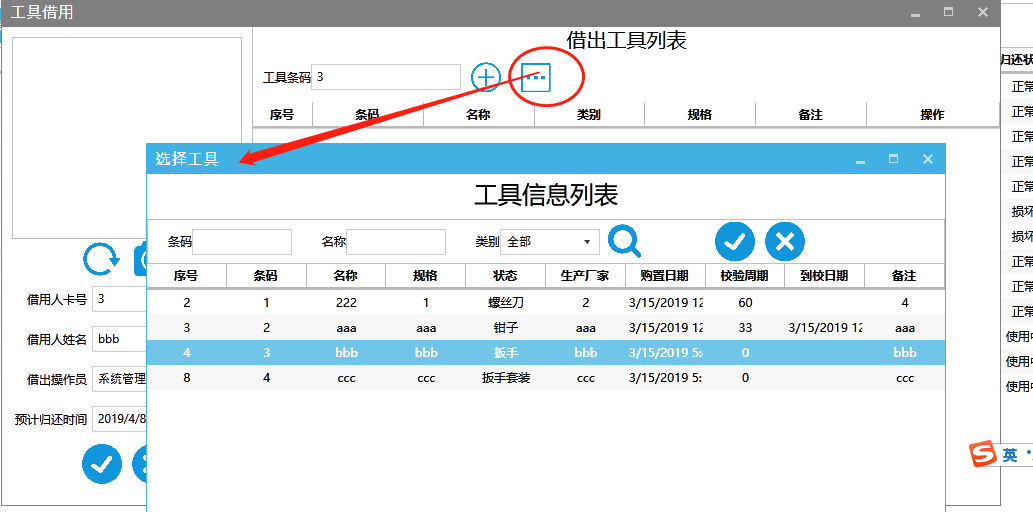 工具借用
借出工具列表
工具条码 3
序号 条码 名称 类别 规格 备注 操作
选择工具
工具信息列表
条码 名称 类别 全部
序号 条码 名称 规格 状态 生产厂家 购置日期 校验周期 到校日期 备注
2 1 222 1 螺丝刀 2 3/15/2019 12 60 4
3 2 aaa aaa 钳子 aaa 3/15/2019 12 33 3/15/2019 12 aaa
4 3 bbb bbb 扳手 bbb 3/15/2019 5: 0 bbb
8 4 ccc ccc 扳手套装 ccc 3/15/2019 5: 0 ccc
借用人卡号 3
借用人姓名 bbb
借出操作员 系统管理
预计归还时间 2019/4/8
归还状
正常
正常
正常
正常
正常
损坏
损坏
正常
正常
正常
使用中
使用中
使用中
S 英